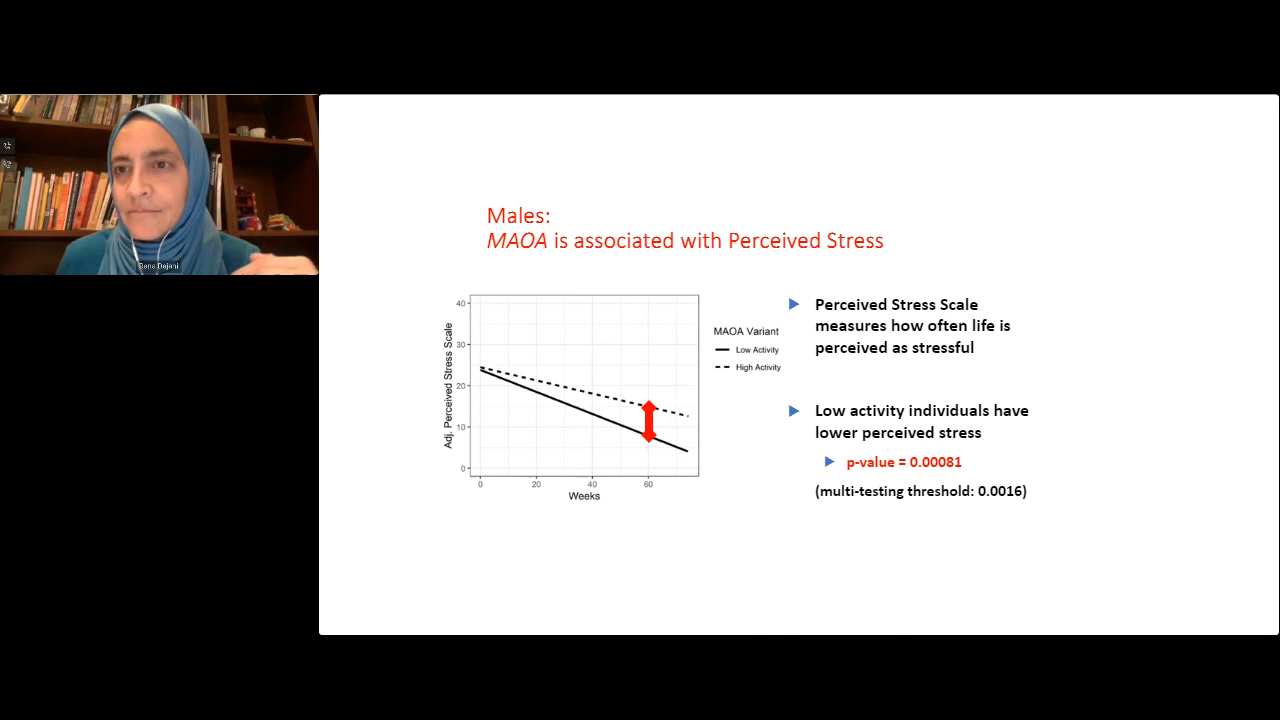 Rana Dajani
Males:
MAOA is associated with Perceived Stress
40
30
20
10
0
Adj. Perceived Stress Scale
0 20 40 60
Weeks
MAOA Variant
Low Activity
High Activity
Perceived Stress Scale
measures how often life is
perceived as stressful
Low activity individuals have
lower perceived stress
p-value = 0.00081
(multi-testing threshold: 0.0016)